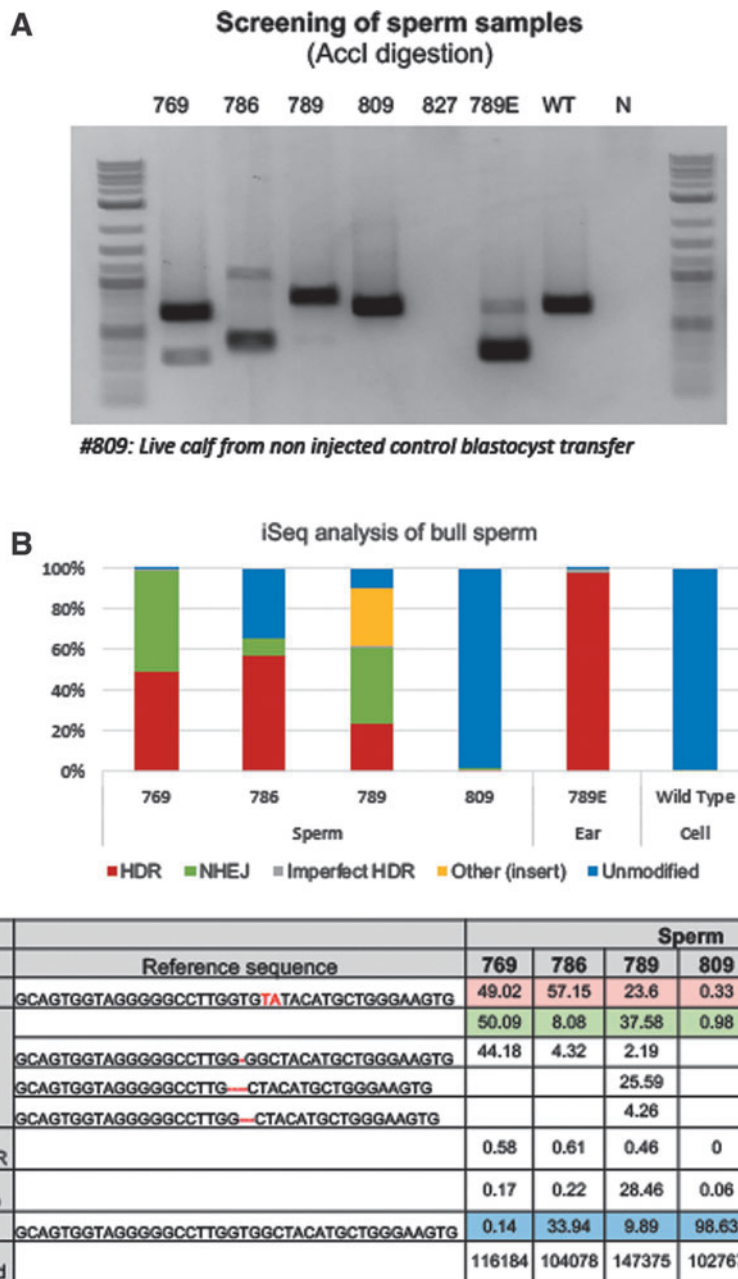 A
Screening of sperm samples
(AccI digestion)
769 786 789 809 827 789E WT N
#809: Live calf from non injected control blastocyst transfer
B
iSeq analysis of bull sperm
100%
80%
60%
40%
20%
0%
769 786 789 809 789E Wild Type
Sperm Ear Cell
HDR NHEJ Imperfect HDR Other (insert) Unmodified
Sperm
Reference sequence 769 786 789 809
GCAGTGGTAGGGGGCCTTGGTGTATACATGCTGGGAAGTG 49.02 57.15 23.6 0.33
50.09 8.08 37.58 0.98
GCAGTGGTAGGGGGCCTTGG-GGCTACATGCTGGGAAGTG 44.18 4.32 2.19
GCAGTGGTAGGGGGCCTTG----CTACATGCTGGGAAGTG 25.59
GCAGTGGTAGGGGGCCTTGG---CTACATGCTGGGAAGTG 4.26
R 0.58 0.61 0.46 0
0.17 0.22 28.46 0.06
GCAGTGGTAGGGGGCCTTGGTGGCTACATGCTGGGAAGTG 0.14 33.94 9.89 98.63
d 116184 104078 147375 102767